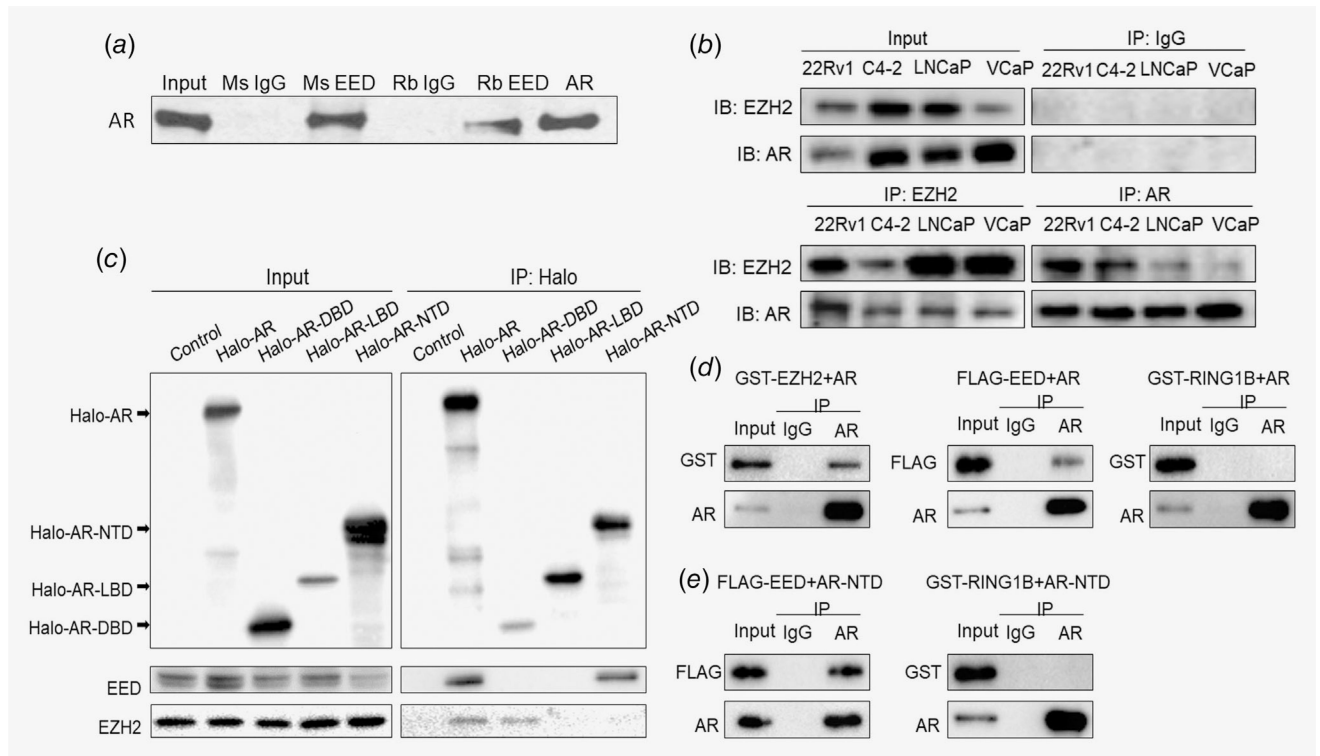 (a)
Input Ms IgG Ms EED Rb IgG Rb EED AR
AR
(b)
Input IP: IgG
22Rv1 C4-2 LNCaP VCaP 22Rv1 C4-2 LNCaP VCaP
IB: EZH2
IB: AR
IP: EZH2 IP: AR
22Rv1 C4-2 LNCaP VCaP 22Rv1 C4-2 LNCaP VCaP
IB: EZH2
IB: AR
(c)
Input IP: Halo
Control Halo-AR Halo-AR-DBD Halo-AR-LBD Halo-AR-NTD Control Halo-AR Halo-AR-DBD Halo-AR-LBD Halo-AR-NTD
Halo-AR
Halo-AR-NTD
Halo-AR-LBD
Halo-AR-DBD
EED
EZH2
(d)
GST-EZH2+AR FLAG-EED+AR GST-RING1B+AR
IP IP IP
Input IgG AR Input IgG AR Input IgG AR
GST FLAG GST
AR AR AR
(e)
FLAG-EED+AR-NTD GST-RING1B+AR-NTD
IP IP
Input IgG AR Input IgG AR
FLAG GST
AR AR